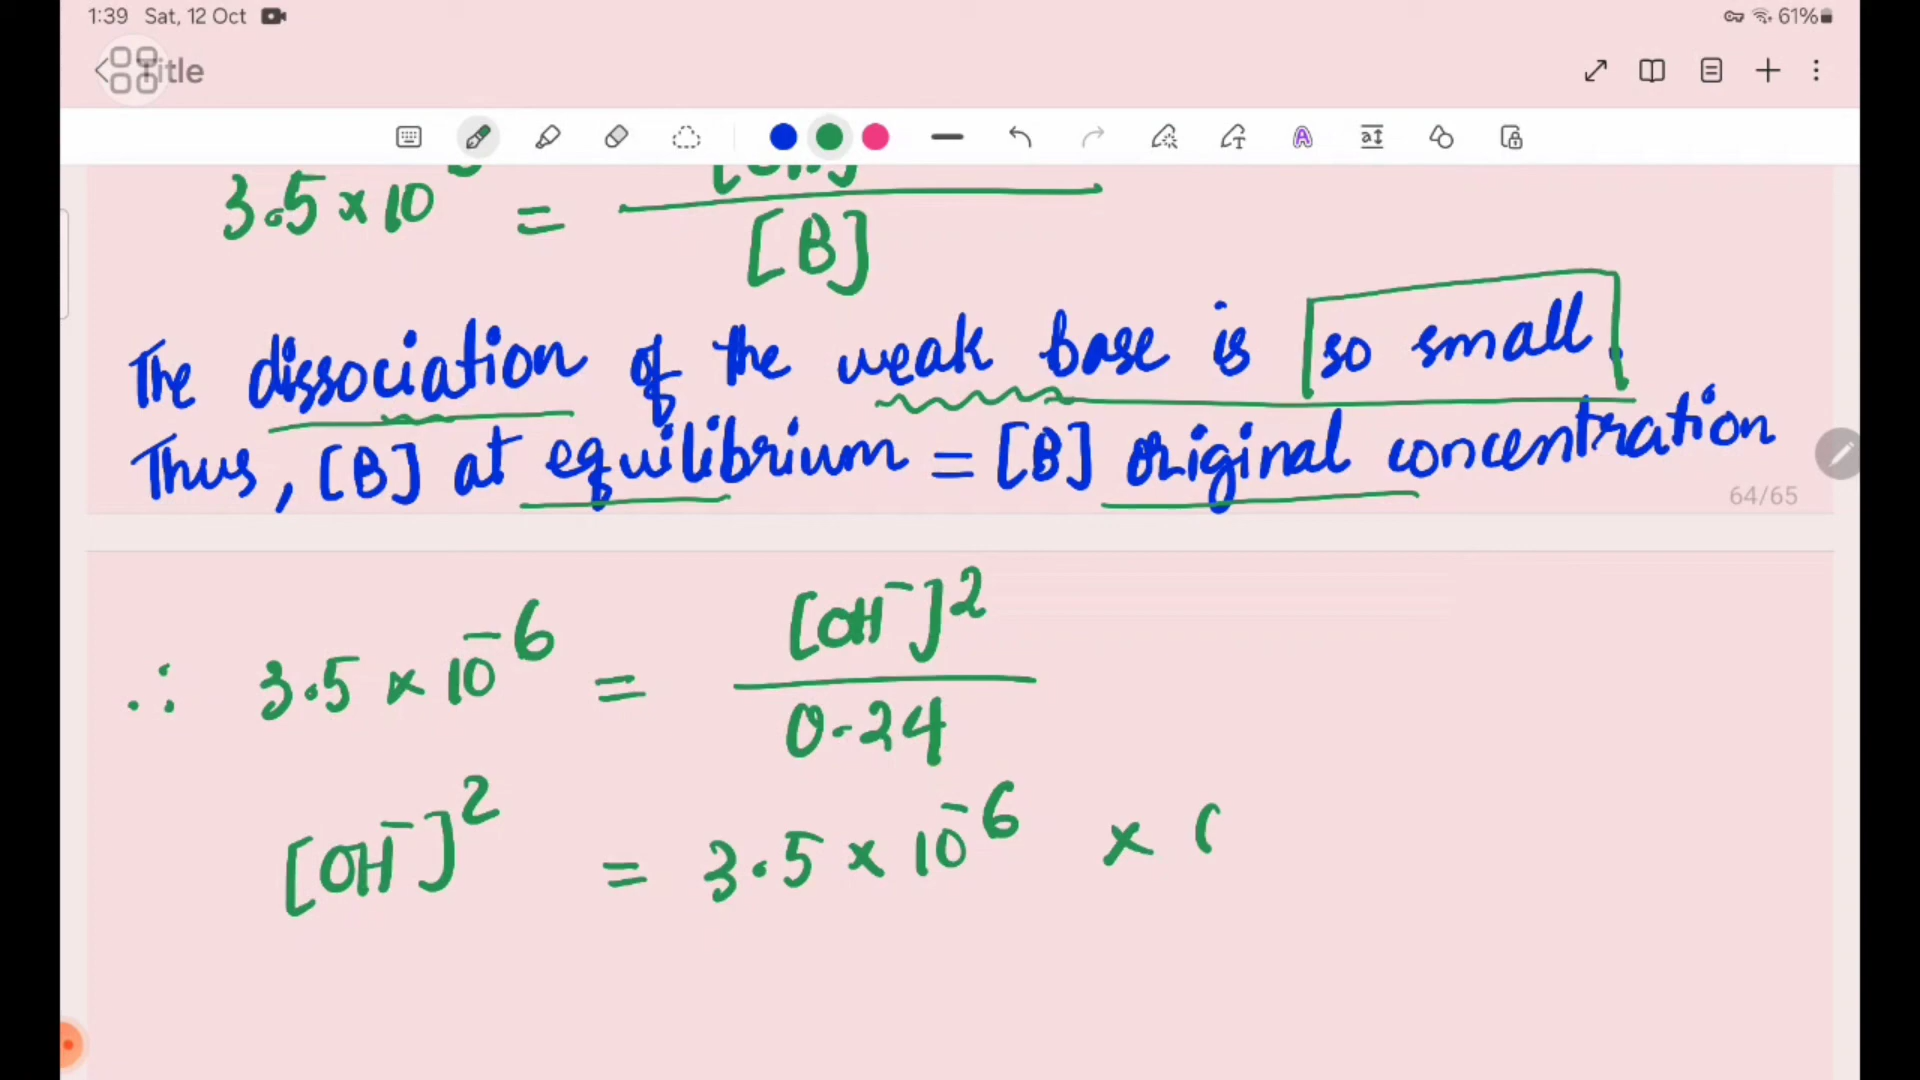 1:39 Sat, 12 Oct 61%
Title
3.5 × 10 = [OH]
[B]
The dissociation of the weak base is so small.
Thus, [B] at equilibrium = [B] original concentration
64/65
∴ 3.5 × 10⁻⁶ = [OH⁻]²
0.24
[OH⁻]² = 3.5 × 10⁻⁶ × (